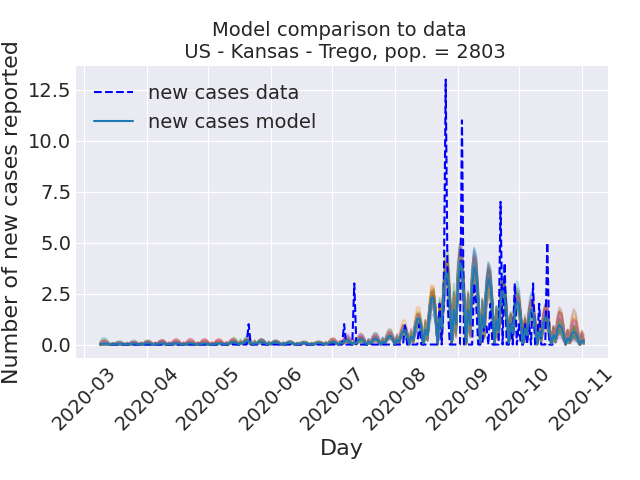 Model comparison to data
US - Kansas - Trego, pop. = 2803
new cases data
new cases model
Number of new cases reported
12.5
10.0
7.5
5.0
2.5
0.0
2020-03
2020-04
2020-05
2020-06
2020-07
2020-08
2020-09
2020-10
2020-11
Day